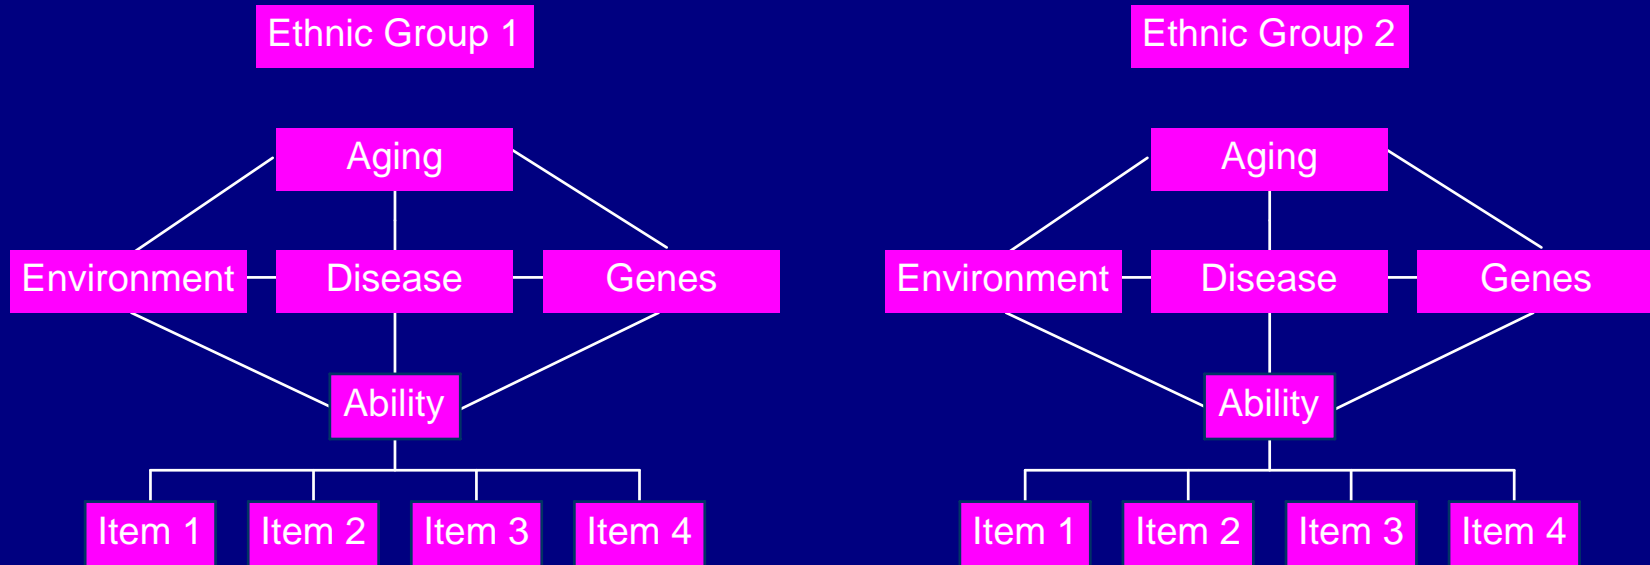 Ethnic Group 1
Aging
Environment
Disease
Genes
Ability
Item 1
Item 2
Item 3
Item 4
Ethnic Group 2
Aging
Environment
Disease
Genes
Ability
Item 1
Item 2
Item 3
Item 4